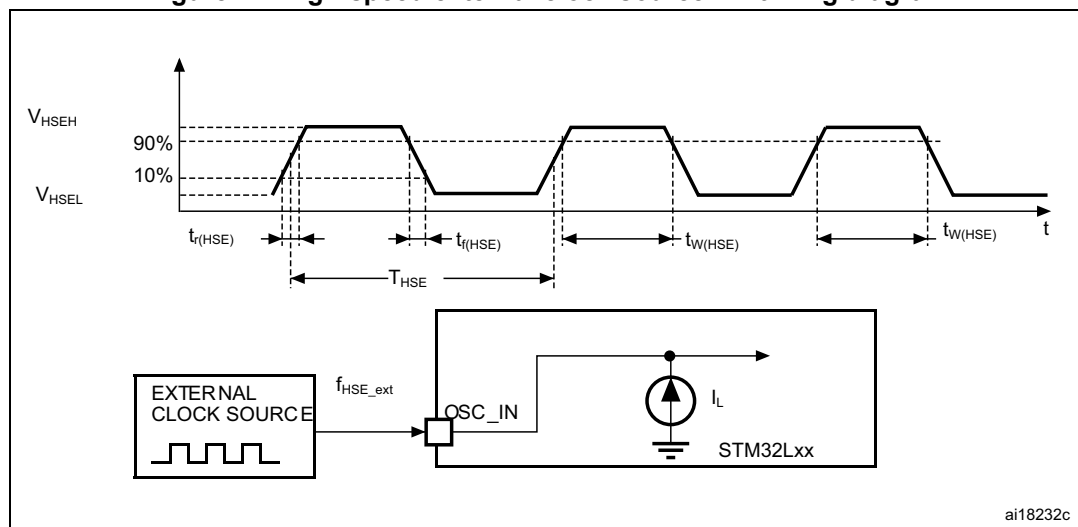 V_HSEH
90%
10%
V_HSEL
t_r(HSE)
t_f(HSE)
t_W(HSE)
t_W(HSE)
t
T_HSE
EXTERNAL
CLOCK SOURCE
f_HSE_ext
OSC_IN
I_L
STM32Lxx
ai18232c